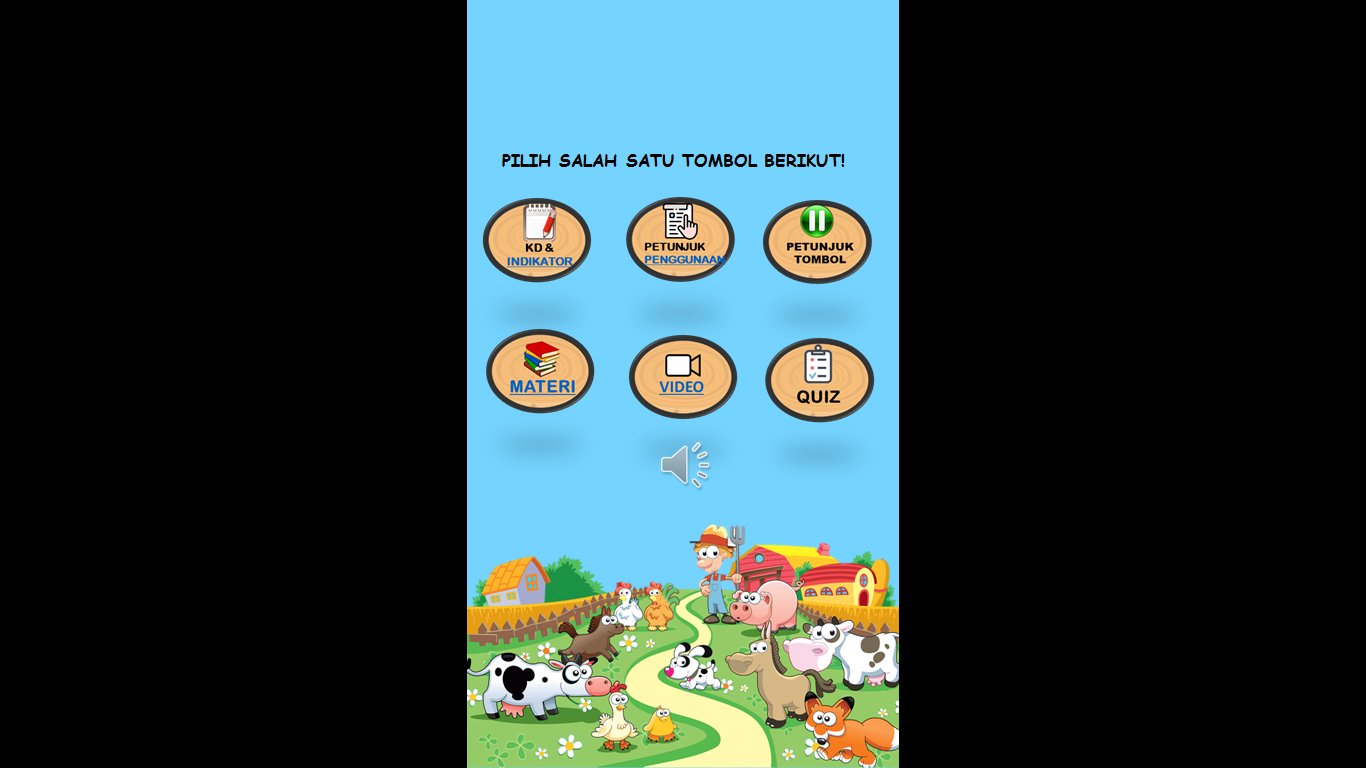 PILIH SALAH SATU TOMBOL BERIKUT!
KD &
INDIKATOR
PETUNJUK
PENGGUNAAN
PETUNJUK
TOMBOL
MATERI
VIDEO
QUIZ